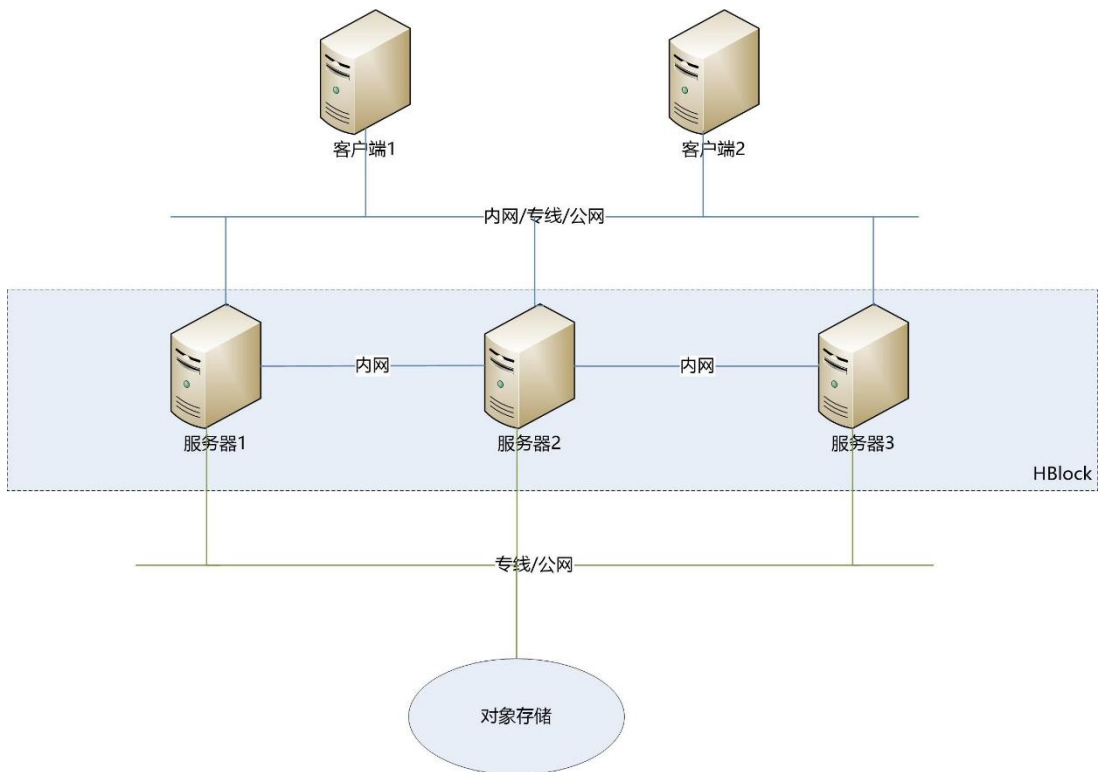 客户端1
客户端2
内网/专线/公网
内网
内网
服务器1
服务器2
服务器3
HBlock
专线/公网
对象存储